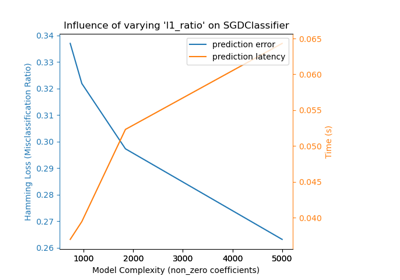 Influence of varying 'l1_ratio' on SGDClassifier
prediction error
prediction latency
Hamming Loss (Misclassification Ratio)
0.34
0.33
0.32
0.31
0.30
0.29
0.28
0.27
0.26
0.065
0.060
0.055
0.050
0.045
0.040
Time (s)
1000 2000 3000 4000 5000
Model Complexity (non_zero coefficients)